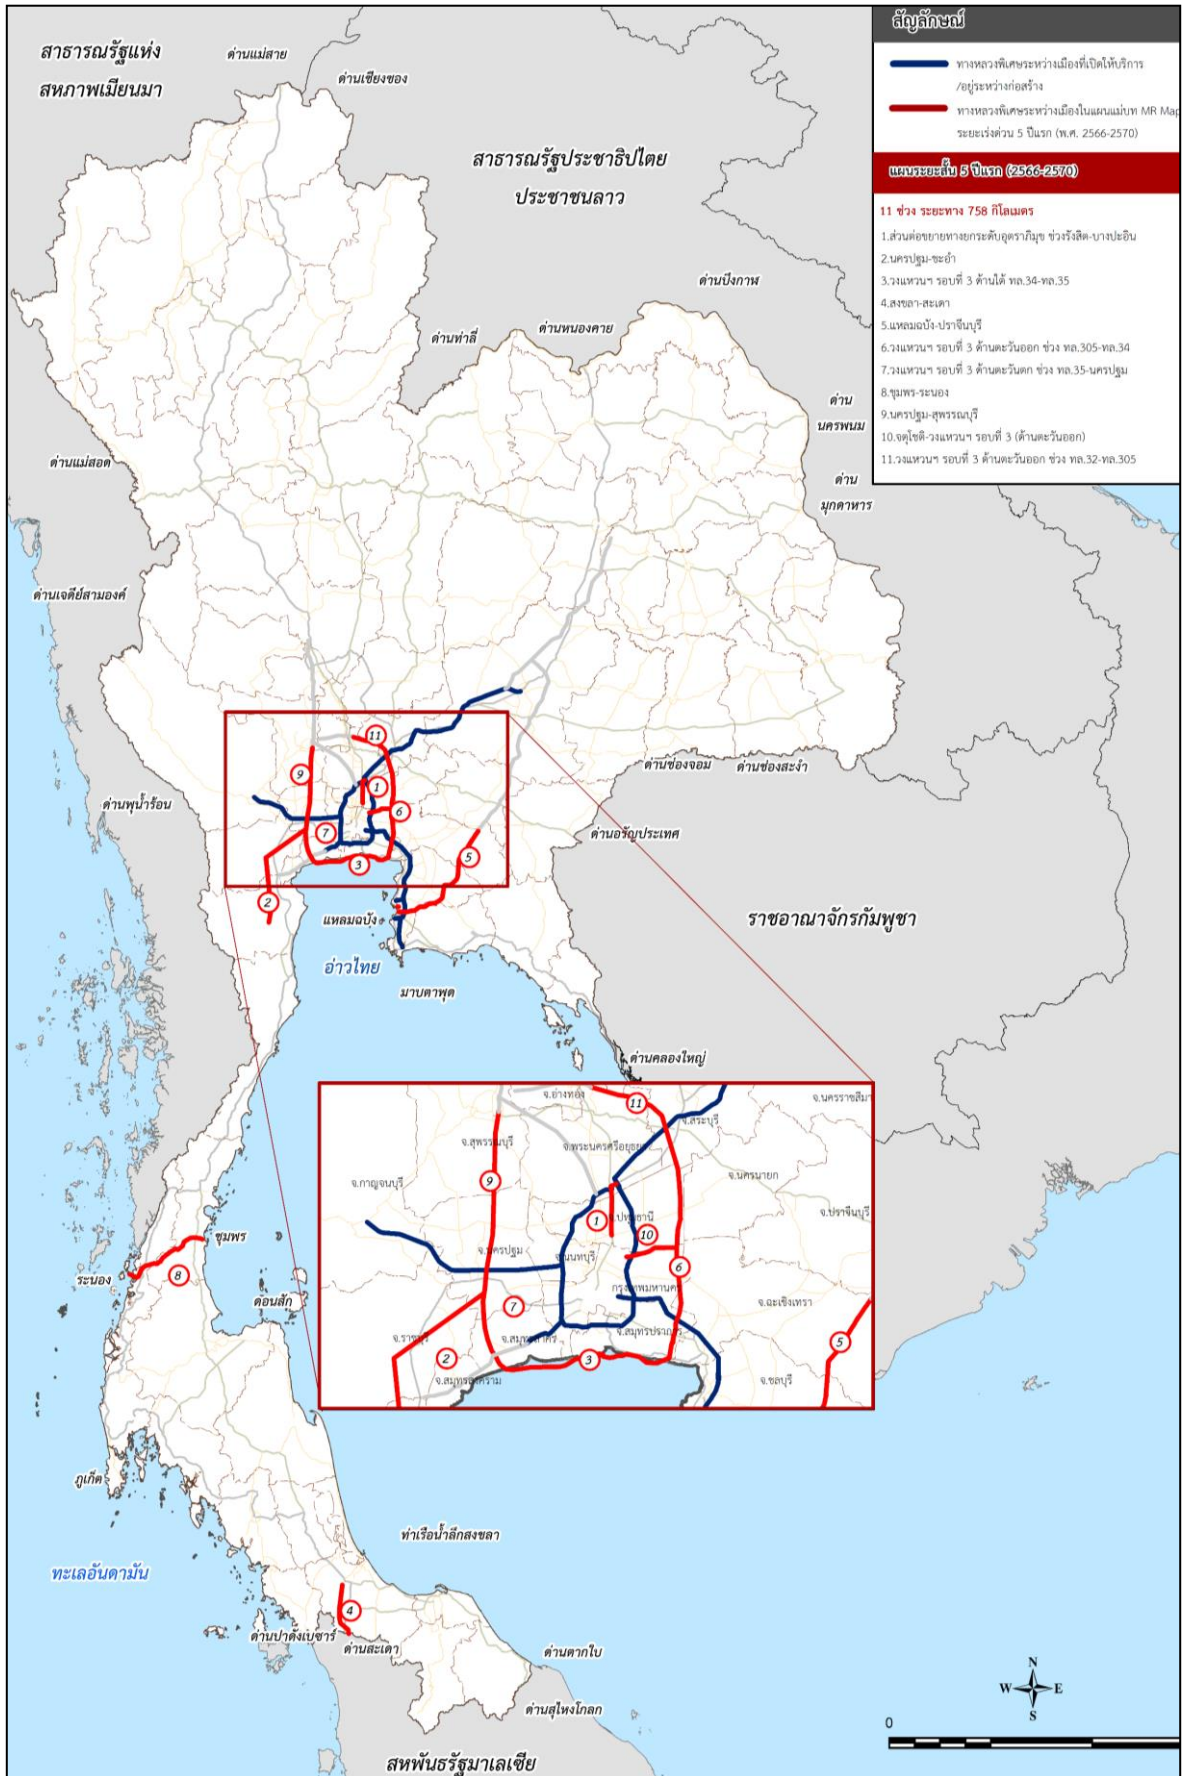 สัญลักษณ์
ทางหลวงพิเศษระหว่างเมืองที่เปิดให้บริการ
/อยู่ระหว่างก่อสร้าง
ทางหลวงพิเศษระหว่างเมืองในแผนแม่บท MR Map
ระยะเร่งด่วน 5 ปีแรก (พ.ศ. 2566-2570)
แผนระยะสั้น 5 ปีแรก (2566-2570)
11 ช่วง ระยะทาง 758 กิโลเมตร
1.ส่วนต่อขยายทางยกระดับอุตราภิมุข ช่วงรังสิต-บางปะอิน
2.นครปฐม-ชะอำ
3.วงแหวนฯ รอบที่ 3 ด้านใต้ ทล.34-ทล.35
4.สงขลา-สะเดา
5.แหลมฉบัง-ปราจีนบุรี
6.วงแหวนฯ รอบที่ 3 ด้านตะวันออก ช่วง ทล.305-ทล.34
7.วงแหวนฯ รอบที่ 3 ด้านตะวันตก ช่วง ทล.35-นครปฐม
8.ชุมพร-ระนอง
9.นครปฐม-สุพรรณบุรี
10.จตุโชติ-วงแหวนฯ รอบที่ 3 (ด้านตะวันออก)
11.วงแหวนฯ รอบที่ 3 ด้านตะวันออก ช่วง ทล.32-ทล.305
สาธารณรัฐแห่ง
สหภาพเมียนมา
ด่านแม่สาย
ด่านเชียงของ
สาธารณรัฐประชาธิปไตย
ประชาชนลาว
ด่านบึงกาฬ
ด่านหนองคาย
ด่านท่าลี่
ด่าน
นครพนม
ด่านแม่สอด
ด่าน
มุกดาหาร
ด่านเจดีย์สามองค์
11
9
1
ด่านช่องจอม
ด่านช่องสะงำ
ด่านพุน้ำร้อน
6
7
ด่านอรัญประเทศ
3
5
2
แหลมฉบัง
ราชอาณาจักรกัมพูชา
อ่าวไทย
มาบตาพุด
ด่านคลองใหญ่
จ.อ่างทอง
11
จ.นครราชสีมา
จ.สระบุรี
จ.สุพรรณบุรี
จ.พระนครศรีอยุธยา
จ.นครนายก
9
จ.กาญจนบุรี
จ.ปราจีนบุรี
1
จ.ปทุมธานี
10
จ.นครปฐม
จ.นนทบุรี
6
กรุงเทพมหานคร
7
จ.ฉะเชิงเทรา
จ.ราชบุรี
จ.สมุทรสาคร
จ.สมุทรปราการ
5
2
3
จ.สมุทรสงคราม
จ.ชลบุรี
ชุมพร
ระนอง
8
ดอนสัก
ภูเก็ต
ท่าเรือน้ำลึกสงขลา
ทะเลอันดามัน
4
ด่านปาดังเบซาร์
ด่านสะเดา
ด่านตากใบ
ด่านสุไหงโกลก
สหพันธรัฐมาเลเซีย
N
W
E
S
0